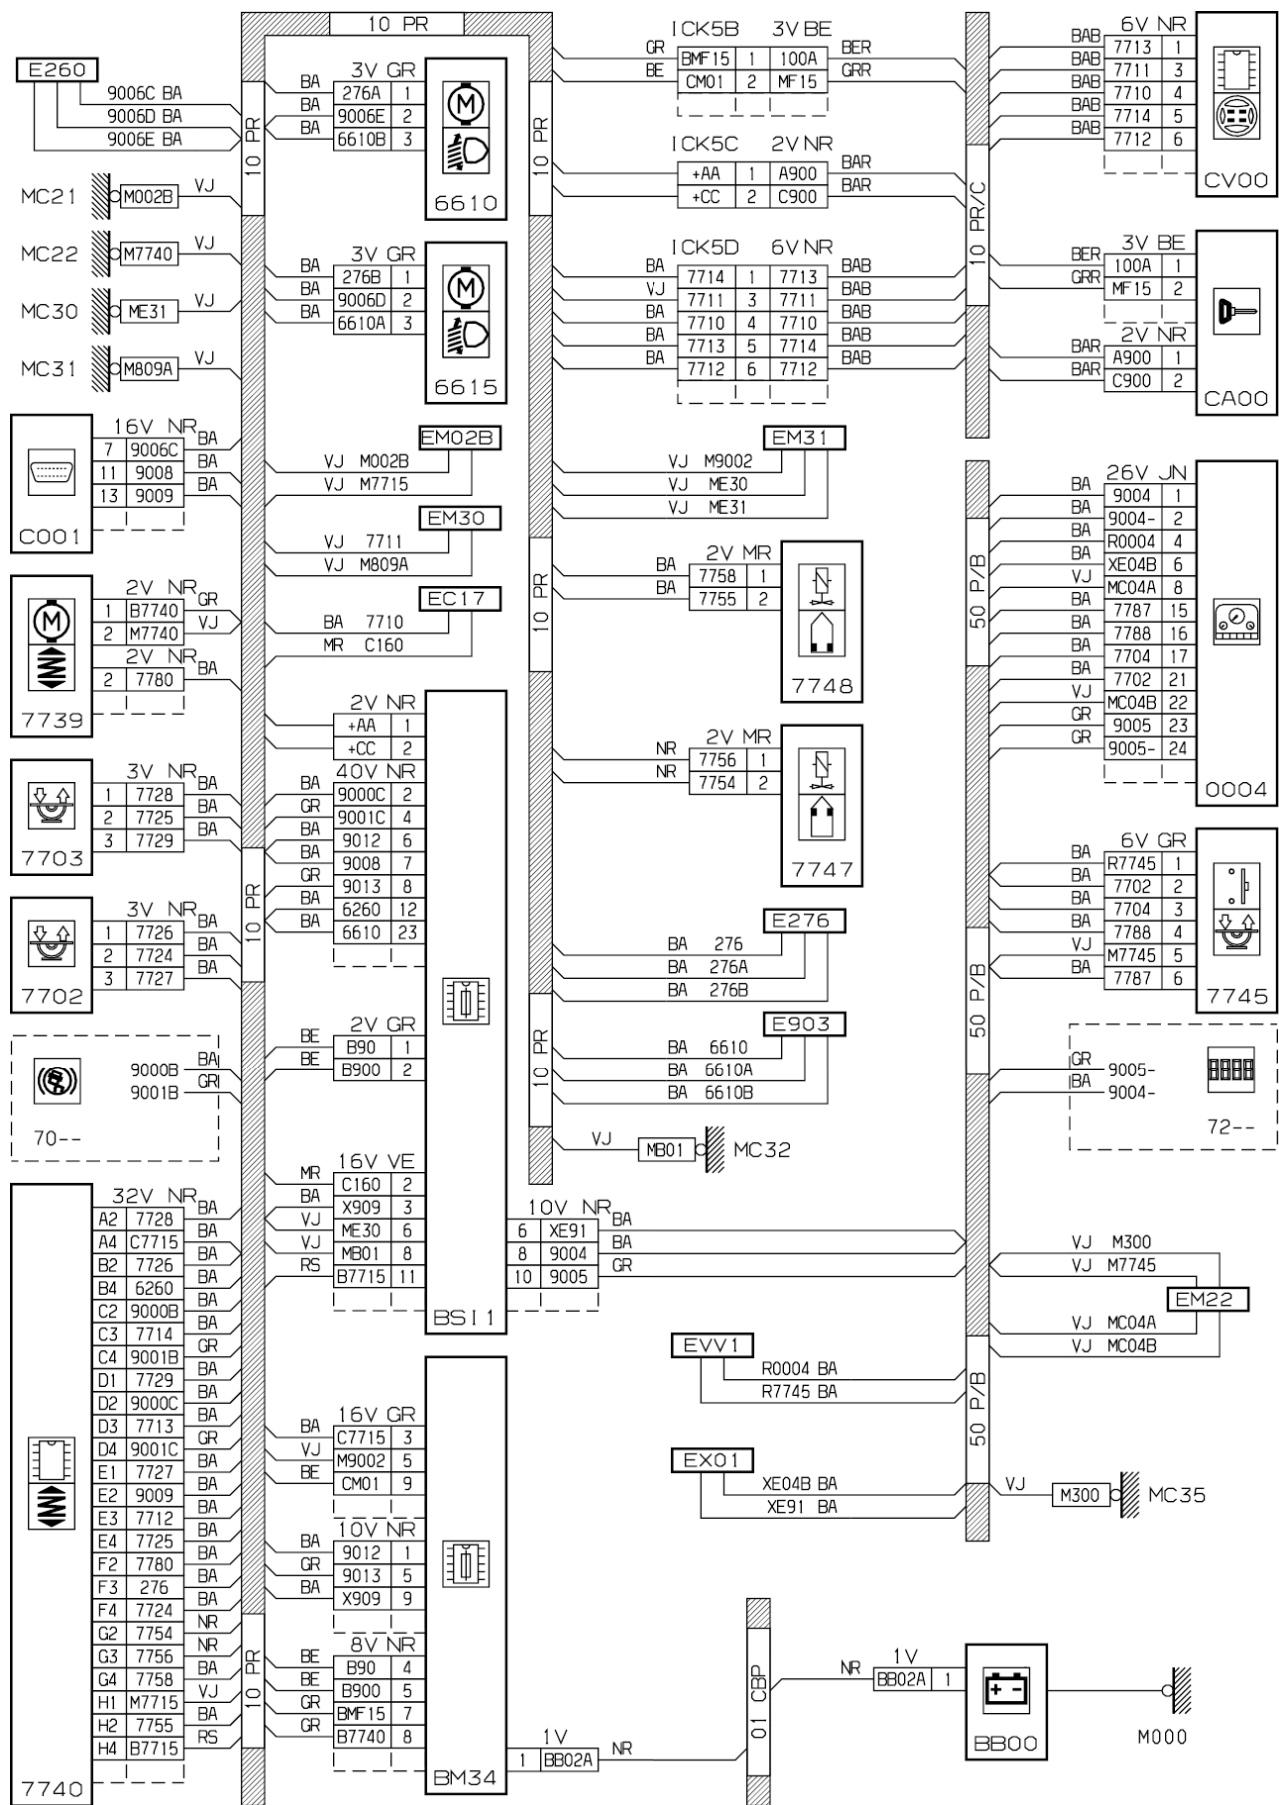 10 PR
E260
9006C BA
9006D BA
9006E BA
MC21 M002B VJ
MC22 M7740 VJ
MC30 ME31 VJ
MC31 M809A VJ
16V NR
7 9006C BA
11 9008 BA
13 9009 BA
C001
2V NR
1 B7740 GR
2 M7740 VJ
2V NR
2 7780 BA
7739
3V NR
1 7728 BA
2 7725 BA
3 7729 BA
7703
3V NR
1 7726 BA
2 7724 BA
3 7727 BA
7702
9000B BA
9001B GR
70--
32V NR
A2 7728 BA
A4 C7715 BA
B2 7726 BA
B4 6260 BA
C2 9000B BA
C3 7714 BA
C4 9001B GR
D1 7729 BA
D2 9000C BA
D3 7713 BA
D4 9001C GR
E1 7727 BA
E2 9009 BA
E3 7712 BA
E4 7725 BA
F2 7780 BA
F3 276 BA
F4 7724 BA
G2 7754 NR
G3 7756 NR
G4 7758 BA
H1 M7715 VJ
H2 7755 BA
H4 B7715 RS
7740
10 PR
10 PR
10 PR
3V GR
BA 276A 1
BA 9006E 2
BA 6610B 3
M
6610
3V GR
BA 276B 1
BA 9006D 2
BA 6610A 3
M
6615
EM02B
VJ M002B
VJ M7715
EM30
VJ 7711
VJ M809A
EC17
BA 7710
MR C160
2V NR
+AA 1
+CC 2
40V NR
BA 9000C 2
GR 9001C 4
BA 9012 6
BA 9008 7
GR 9013 8
BA 6260 12
BA 6610 23
2V GR
BE B90 1
BE B900 2
16V VE
MR C160 2
BA X909 3
VJ ME30 6
VJ MB01 8
RS B7715 11
BSI1
10V NR
6 XE91 BA
8 9004 BA
10 9005 GR
16V GR
BA C7715 3
VJ M9002 5
BE CM01 9
10V NR
BA 9012 1
GR 9013 5
BA X909 9
8V NR
BE B90 4
BE B900 5
GR BMF15 7
GR B7740 8
BM34
1V
1 BB02A NR
10 PR
10 PR
10 PR
ICK5B 3V BE
GR BMF15 1 100A BER
BE CM01 2 MF15 GRR
ICK5C 2V NR
+AA 1 A900 BAR
+CC 2 C900 BAR
ICK5D 6V NR
BA 7714 1 7713 BAB
VJ 7711 3 7711 BAB
BA 7710 4 7710 BAB
BA 7713 5 7714 BAB
BA 7712 6 7712 BAB
EM31
VJ M9002
VJ ME30
VJ ME31
2V MR
BA 7758 1
BA 7755 2
7748
2V MR
NR 7756 1
NR 7754 2
7747
E276
BA 276
BA 276A
BA 276B
E903
BA 6610
BA 6610A
BA 6610B
VJ MB01 MC32
EVV1
R0004 BA
R7745 BA
EX01
XE04B BA
XE91 BA
10 PR/C
50 P/B
50 P/B
50 P/B
6V NR
BAB 7713 1
BAB 7711 3
BAB 7710 4
BAB 7714 5
BAB 7712 6
CV00
3V BE
BER 100A 1
GRR MF15 2
2V NR
BAR A900 1
BAR C900 2
CA00
26V JN
BA 9004 1
BA 9004- 2
BA R0004 4
BA XE04B 6
VJ MC04A 8
BA 7787 15
BA 7788 16
BA 7704 17
BA 7702 21
VJ MC04B 22
GR 9005 23
GR 9005- 24
0004
6V GR
BA R7745 1
BA 7702 2
BA 7704 3
BA 7788 4
VJ M7745 5
BA 7787 6
7745
GR 9005-
BA 9004-
72--
VJ M300
VJ M7745
EM22
VJ MC04A
VJ MC04B
VJ M300 MC35
01 CBP
1V
NR BB02A 1
+ -
BB00
M000